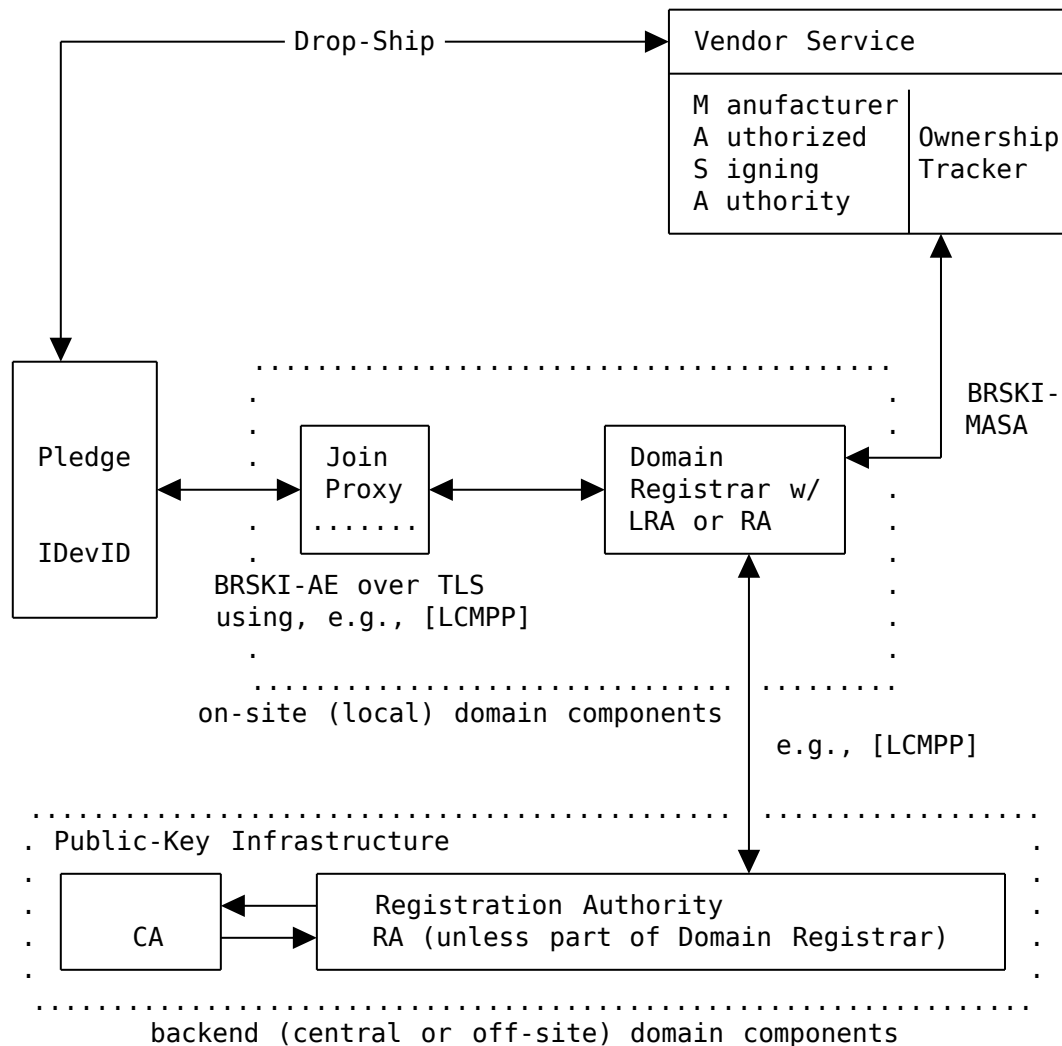 Drop-Ship
Vendor Service
M anufacturer
A uthorized
S igning
A uthority
Ownership
Tracker
BRSKI-
MASA
Pledge
IDevID
Join
Proxy
.......
Domain
Registrar w/
LRA or RA
BRSKI-AE over TLS
using, e.g., [LCMPP]
on-site (local) domain components
e.g., [LCMPP]
Public-Key Infrastructure
CA
Registration Authority
RA (unless part of Domain Registrar)
backend (central or off-site) domain components